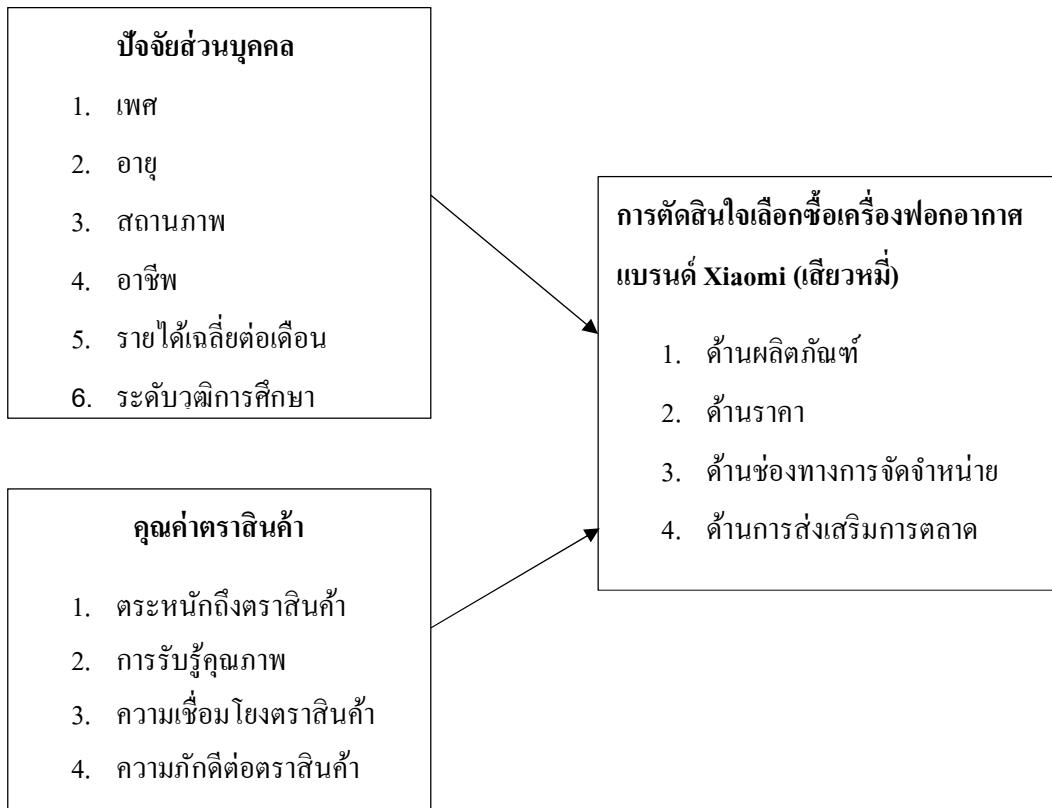 ปัจจัยส่วนบุคคล
1. เพศ
2. อายุ
3. สถานภาพ
4. อาชีพ
5. รายได้เฉลี่ยต่อเดือน
6. ระดับวุฒิการศึกษา
คุณค่าตราสินค้า
1. ตระหนักถึงตราสินค้า
2. การรับรู้คุณภาพ
3. ความเชื่อมโยงตราสินค้า
4. ความภักดีต่อตราสินค้า
การตัดสินใจเลือกซื้อเครื่องฟอกอากาศ
แบรนด์ Xiaomi (เสียวหมี่)
1. ด้านผลิตภัณฑ์
2. ด้านราคา
3. ด้านช่องทางการจัดจำหน่าย
4. ด้านการส่งเสริมการตลาด